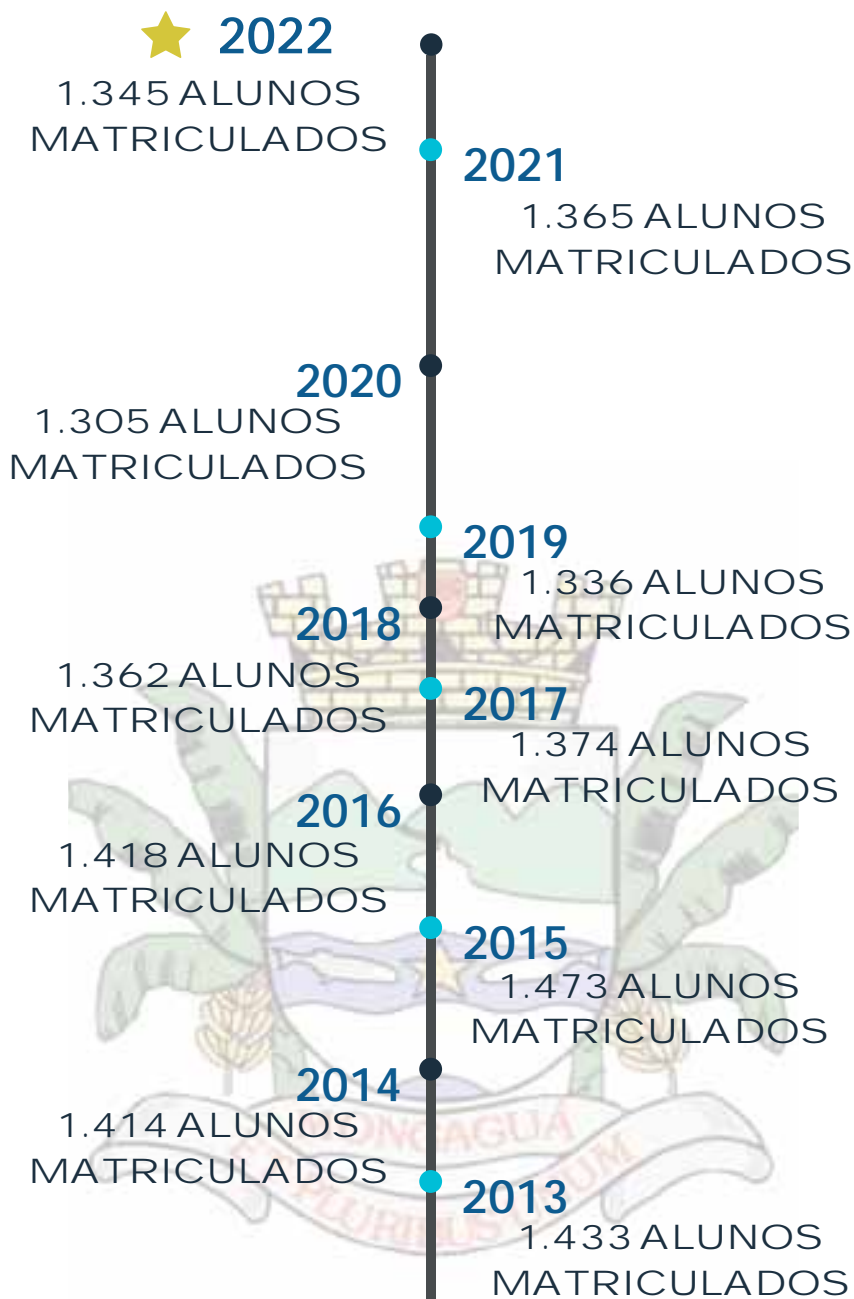 2022
1.345 ALUNOS
MATRICULADOS
2021
1.365 ALUNOS
MATRICULADOS
2020
1.305 ALUNOS
MATRICULADOS
2019
1.336 ALUNOS
MATRICULADOS
2018
1.362 ALUNOS
MATRICULADOS
2017
1.374 ALUNOS
MATRICULADOS
2016
1.418 ALUNOS
MATRICULADOS
2015
1.473 ALUNOS
MATRICULADOS
2014
1.414 ALUNOS
MATRICULADOS
2013
1.433 ALUNOS
MATRICULADOS
MONGAGUÁ
PLURIBUS